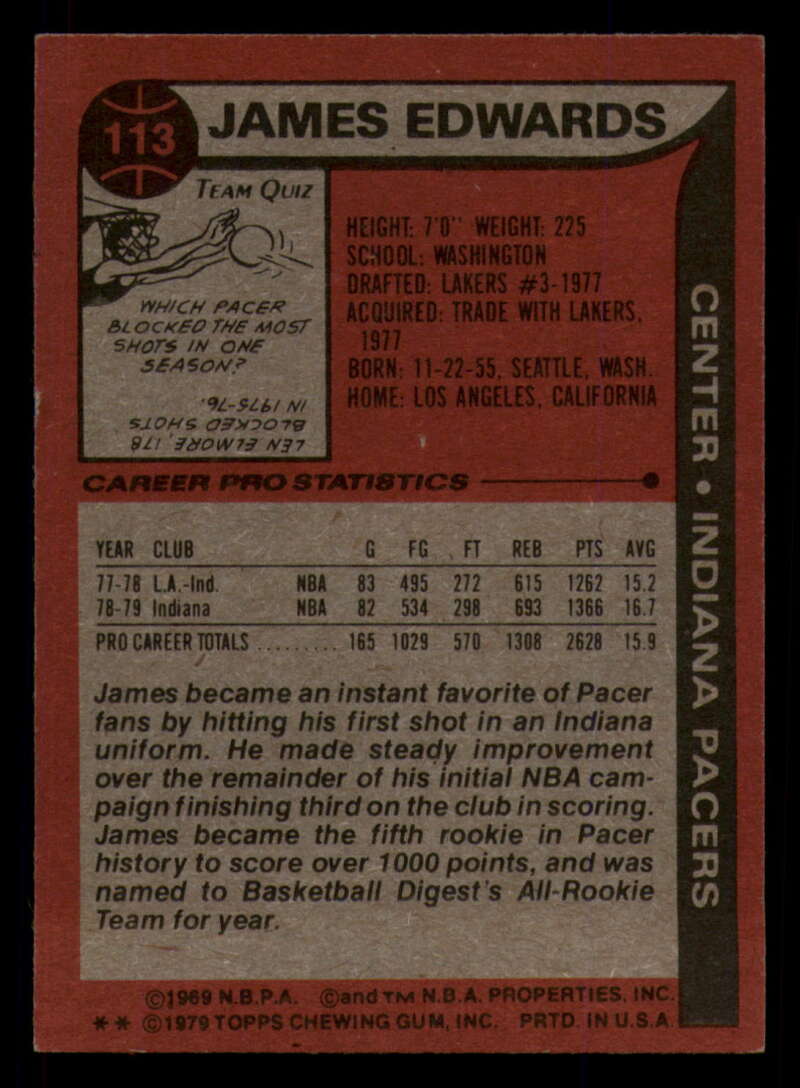 113
JAMES EDWARDS
TEAM QUIZ
WHICH PACER
BLOCKED THE MOST
SHOTS IN ONE
SEASON?
LEN ELMORE, 178
BLOCKED SHOTS
IN 1975-76.
HEIGHT: 7'0" WEIGHT: 225
SCHOOL: WASHINGTON
DRAFTED: LAKERS #3-1977
ACQUIRED: TRADE WITH LAKERS,
1977
BORN: 11-22-55, SEATTLE, WASH.
HOME: LOS ANGELES, CALIFORNIA
CENTER • INDIANA PACERS
CAREER PRO STATISTICS
YEAR CLUB G FG FT REB PTS AVG
77-78 L.A.-Ind. NBA 83 495 272 615 1262 15.2
78-79 Indiana NBA 82 534 298 693 1366 16.7
PRO CAREER TOTALS .......... 165 1029 570 1308 2628 15.9
James became an instant favorite of Pacer
fans by hitting his first shot in an Indiana
uniform. He made steady improvement
over the remainder of his initial NBA cam-
paign finishing third on the club in scoring.
James became the fifth rookie in Pacer
history to score over 1000 points, and was
named to Basketball Digest's All-Rookie
Team for year.
©1969 N.B.P.A. ©and TM N.B.A. PROPERTIES, INC.
** ©1979 TOPPS CHEWING GUM, INC. PRTD. IN U.S.A.